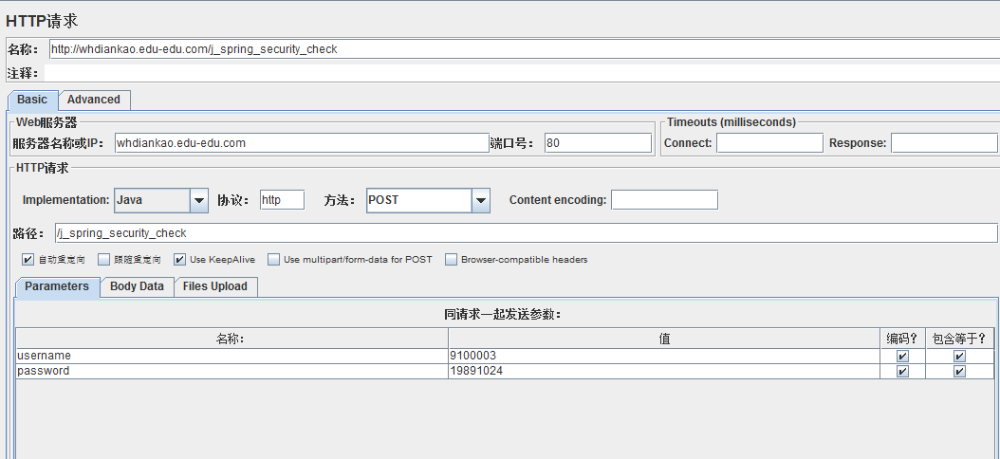 HTTP请求
名称： http://whdiankao.edu-edu.com/j_spring_security_check
注释：
Basic Advanced
Web服务器 Timeouts (milliseconds)
服务器名称或IP： whdiankao.edu-edu.com 端口号： 80 Connect: Response:
HTTP请求
Implementation: Java 协议： http 方法： POST Content encoding:
路径： /j_spring_security_check
自动重定向 跟随重定向 Use KeepAlive Use multipart/form-data for POST Browser-compatible headers
Parameters Body Data Files Upload
同请求一起发送参数：
名称： 值 编码？ 包含等于？
username 9100003
password 19891024